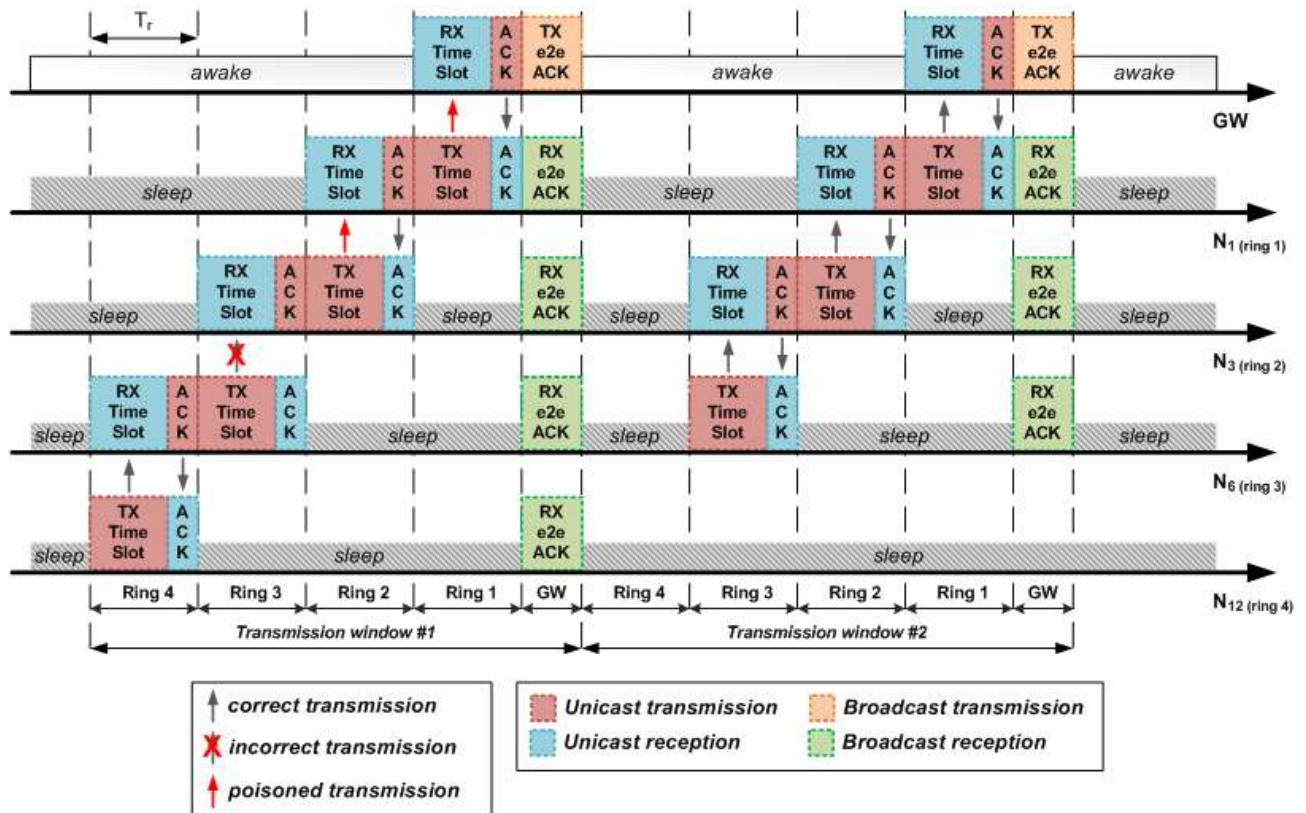 Tr
RX Time Slot
A C K
TX e2e ACK
RX Time Slot
A C K
TX e2e ACK
awake
awake
awake
GW
RX Time Slot
A C K
TX Time Slot
A C K
RX e2e ACK
RX Time Slot
A C K
TX Time Slot
A C K
RX e2e ACK
sleep
sleep
sleep
N1 (ring 1)
RX Time Slot
A C K
TX Time Slot
A C K
RX e2e ACK
RX Time Slot
A C K
TX Time Slot
A C K
RX e2e ACK
sleep
sleep
sleep
sleep
sleep
N3 (ring 2)
RX Time Slot
A C K
TX Time Slot
A C K
RX e2e ACK
TX Time Slot
A C K
RX e2e ACK
sleep
sleep
sleep
sleep
sleep
N6 (ring 3)
TX Time Slot
A C K
RX e2e ACK
sleep
sleep
sleep
N12 (ring 4)
Ring 4 Ring 3 Ring 2 Ring 1 GW Ring 4 Ring 3 Ring 2 Ring 1 GW
Transmission window #1 Transmission window #2
correct transmission
incorrect transmission
poisoned transmission
Unicast transmission Broadcast transmission
Unicast reception Broadcast reception